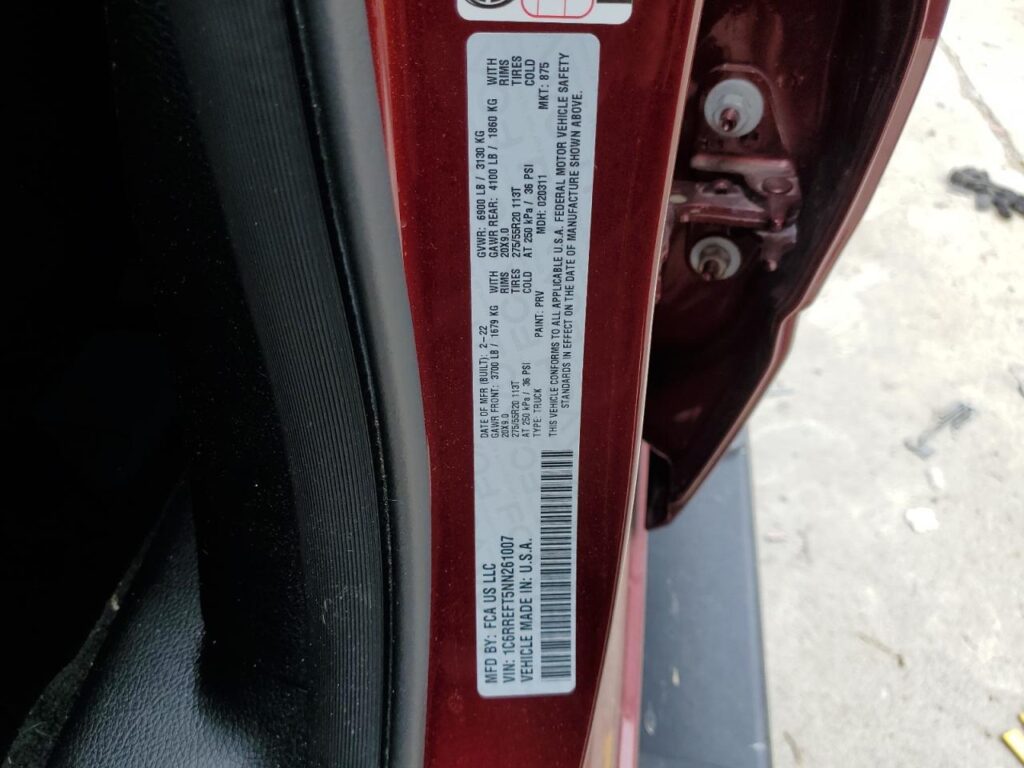 MFD BY: FCA US LLC
VIN: 1C6RREFT5NN261007
VEHICLE MADE IN: U.S.A.
DATE OF MFR (BUILT): 2-22 GVWR: 6900 LB / 3130 KG
GAWR FRONT: 3700 LB / 1679 KG WITH GAWR REAR: 4100 LB / 1860 KG WITH
20X9.0 RIMS 20X9.0 RIMS
275/55R20 113T TIRES 275/55R20 113T TIRES
AT 250 kPa / 36 PSI COLD AT 250 kPa / 36 PSI COLD
TYPE: TRUCK PAINT: PRV MDH: 020311 MKT: 875
THIS VEHICLE CONFORMS TO ALL APPLICABLE U.S.A. FEDERAL MOTOR VEHICLE SAFETY
STANDARDS IN EFFECT ON THE DATE OF MANUFACTURE SHOWN ABOVE.